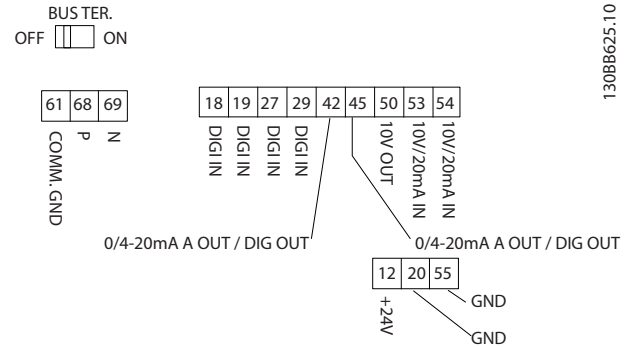 BUS TER.
OFF ON
130BB625.10
61 68 69
COMM. GND
P
N
18 19 27 29 42 45 50 53 54
DIGI IN
DIGI IN
DIGI IN
DIGI IN
10V OUT
10V/20mA IN
10V/20mA IN
0/4-20mA A OUT / DIG OUT
0/4-20mA A OUT / DIG OUT
12 20 55
+24V
GND
GND